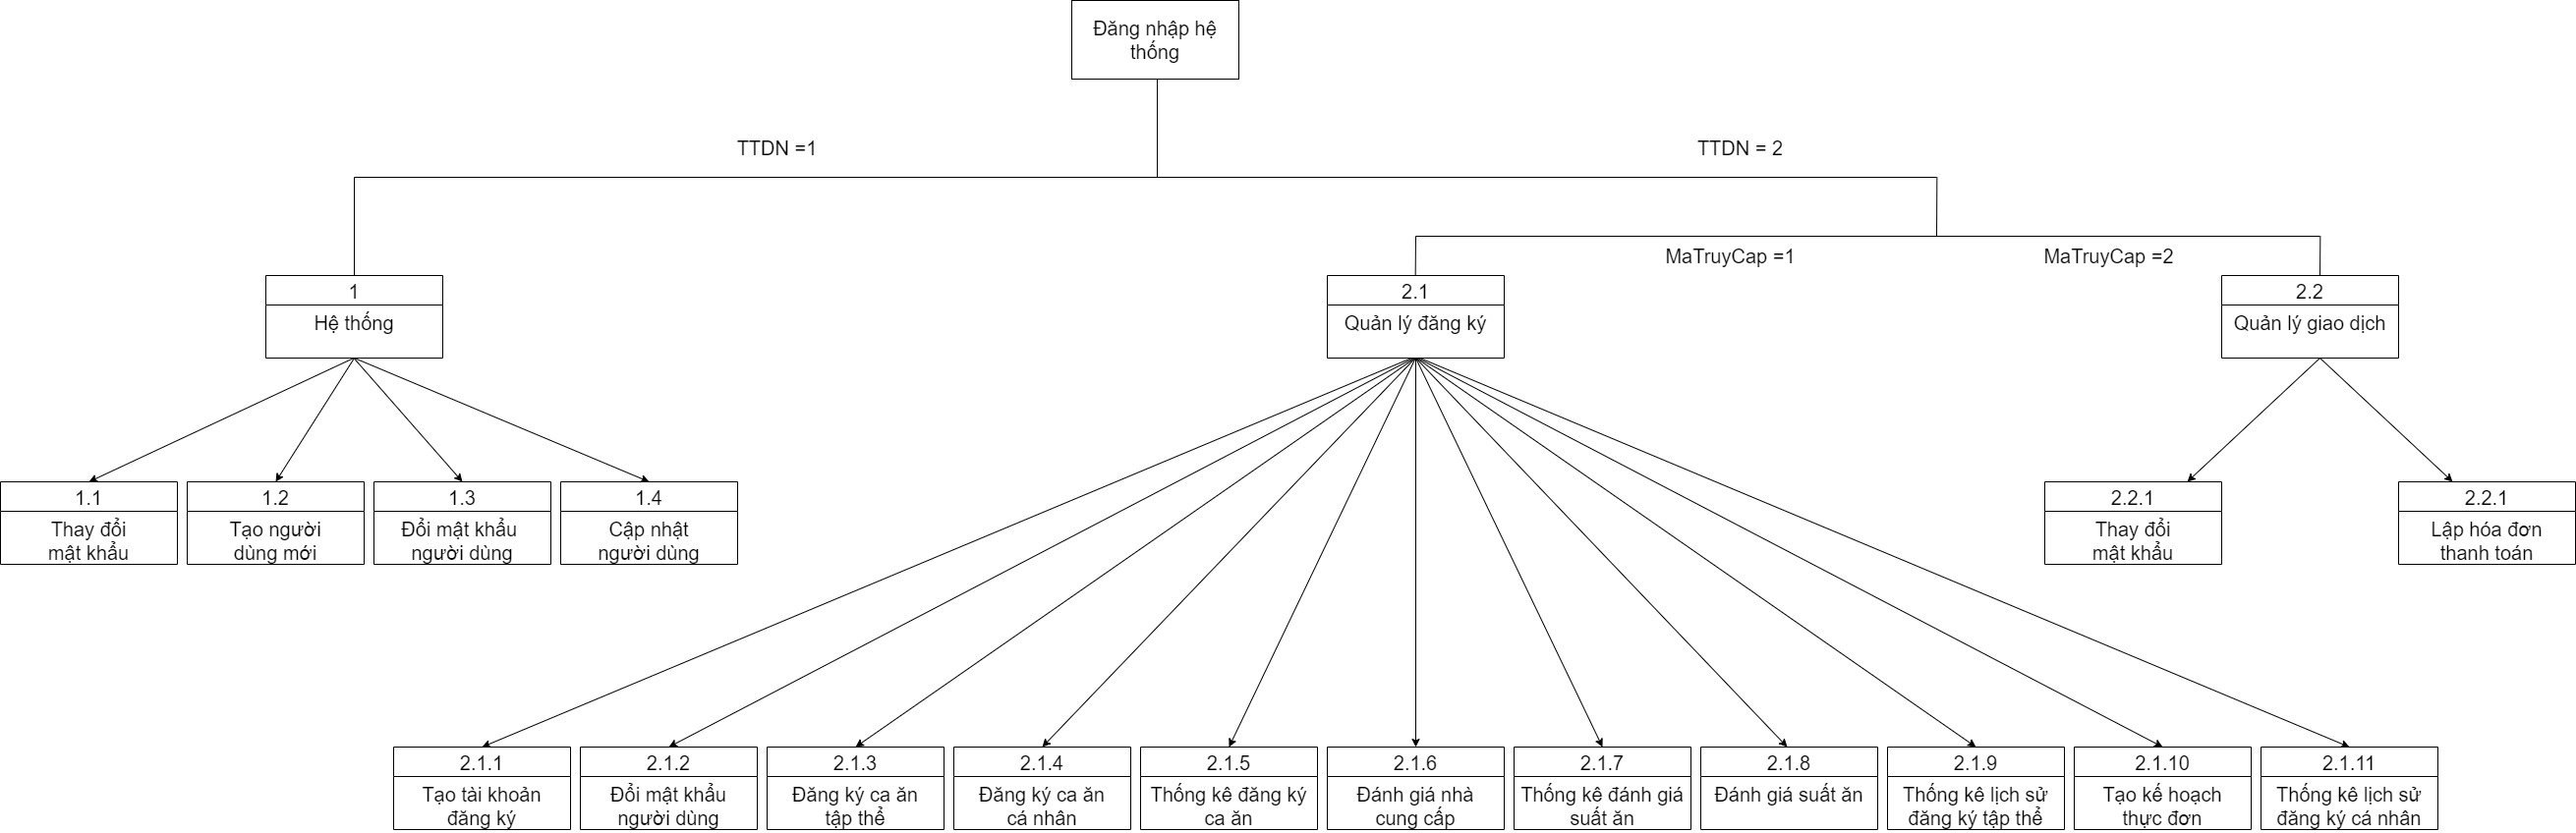 Đăng nhập hệ
thống
TTDN =1
TTDN = 2
MaTruyCap =1
MaTruyCap =2
1
Hệ thống
2.1
Quản lý đăng ký
2.2
Quản lý giao dịch
1.1
Thay đổi
mật khẩu
1.2
Tạo người
dùng mới
1.3
Đổi mật khẩu
người dùng
1.4
Cập nhật
người dùng
2.2.1
Thay đổi
mật khẩu
2.2.1
Lập hóa đơn
thanh toán
2.1.1
Tạo tài khoản
đăng ký
2.1.2
Đổi mật khẩu
người dùng
2.1.3
Đăng ký ca ăn
tập thể
2.1.4
Đăng ký ca ăn
cá nhân
2.1.5
Thống kê đăng ký
ca ăn
2.1.6
Đánh giá nhà
cung cấp
2.1.7
Thống kê đánh giá
suất ăn
2.1.8
Đánh giá suất ăn
2.1.9
Thống kê lịch sử
đăng ký tập thể
2.1.10
Tạo kế hoạch
thực đơn
2.1.11
Thống kê lịch sử
đăng ký cá nhân